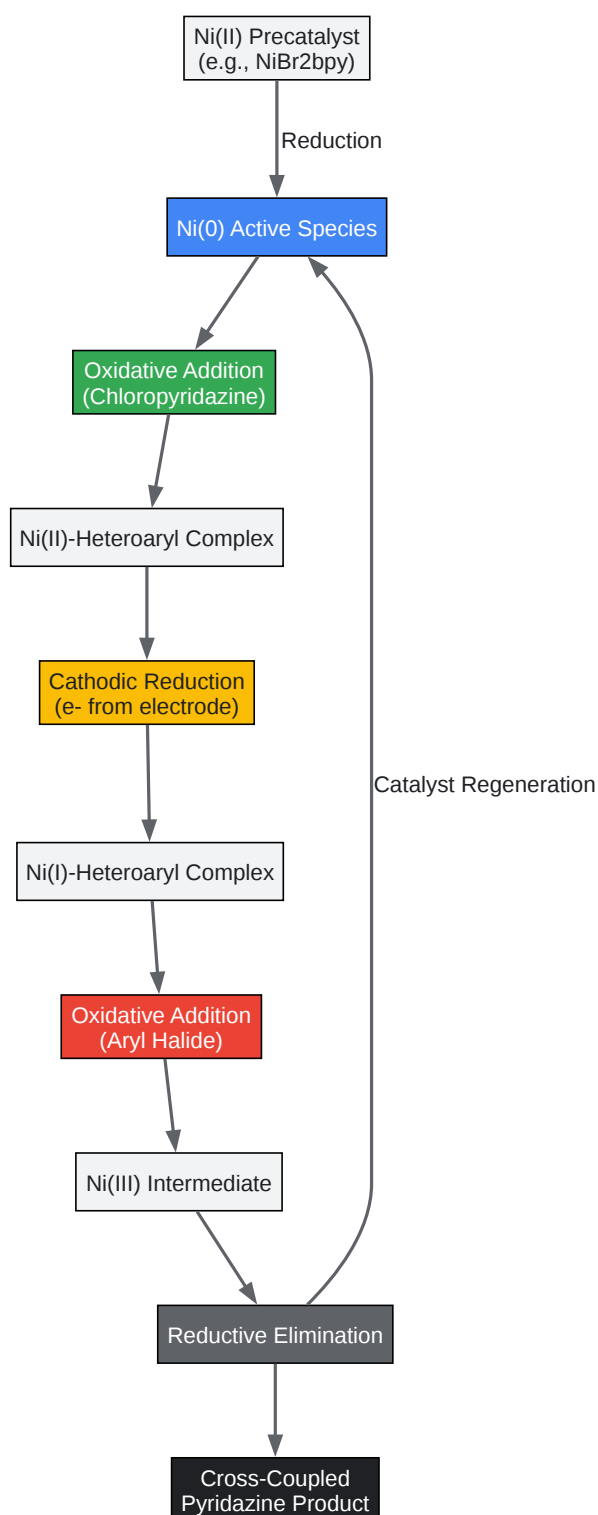 Ni(II) Precatalyst
(e.g., NiBr2bpy)
Reduction
Ni(0) Active Species
Oxidative Addition
(Chloropyridazine)
Ni(II)-Heteroaryl Complex
Cathodic Reduction
(e- from electrode)
Catalyst Regeneration
Ni(I)-Heteroaryl Complex
Oxidative Addition
(Aryl Halide)
Ni(III) Intermediate
Reductive Elimination
Cross-Coupled
Pyridazine Product